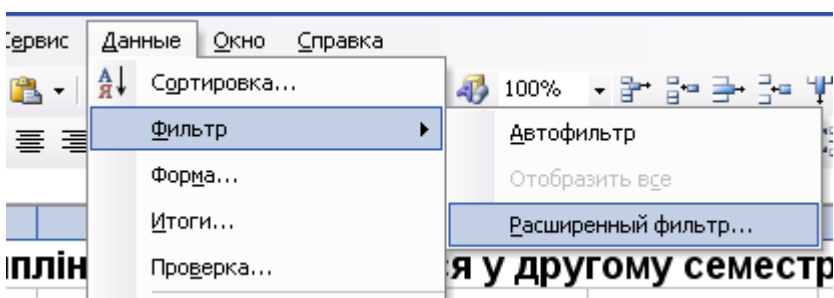 Сервис Данные Окно Справка
Сортировка... 100%
Фильтр Автофильтр
Форма... Отобразить все
Итоги... Расширенный фильтр...
Проверка... у другому семестр